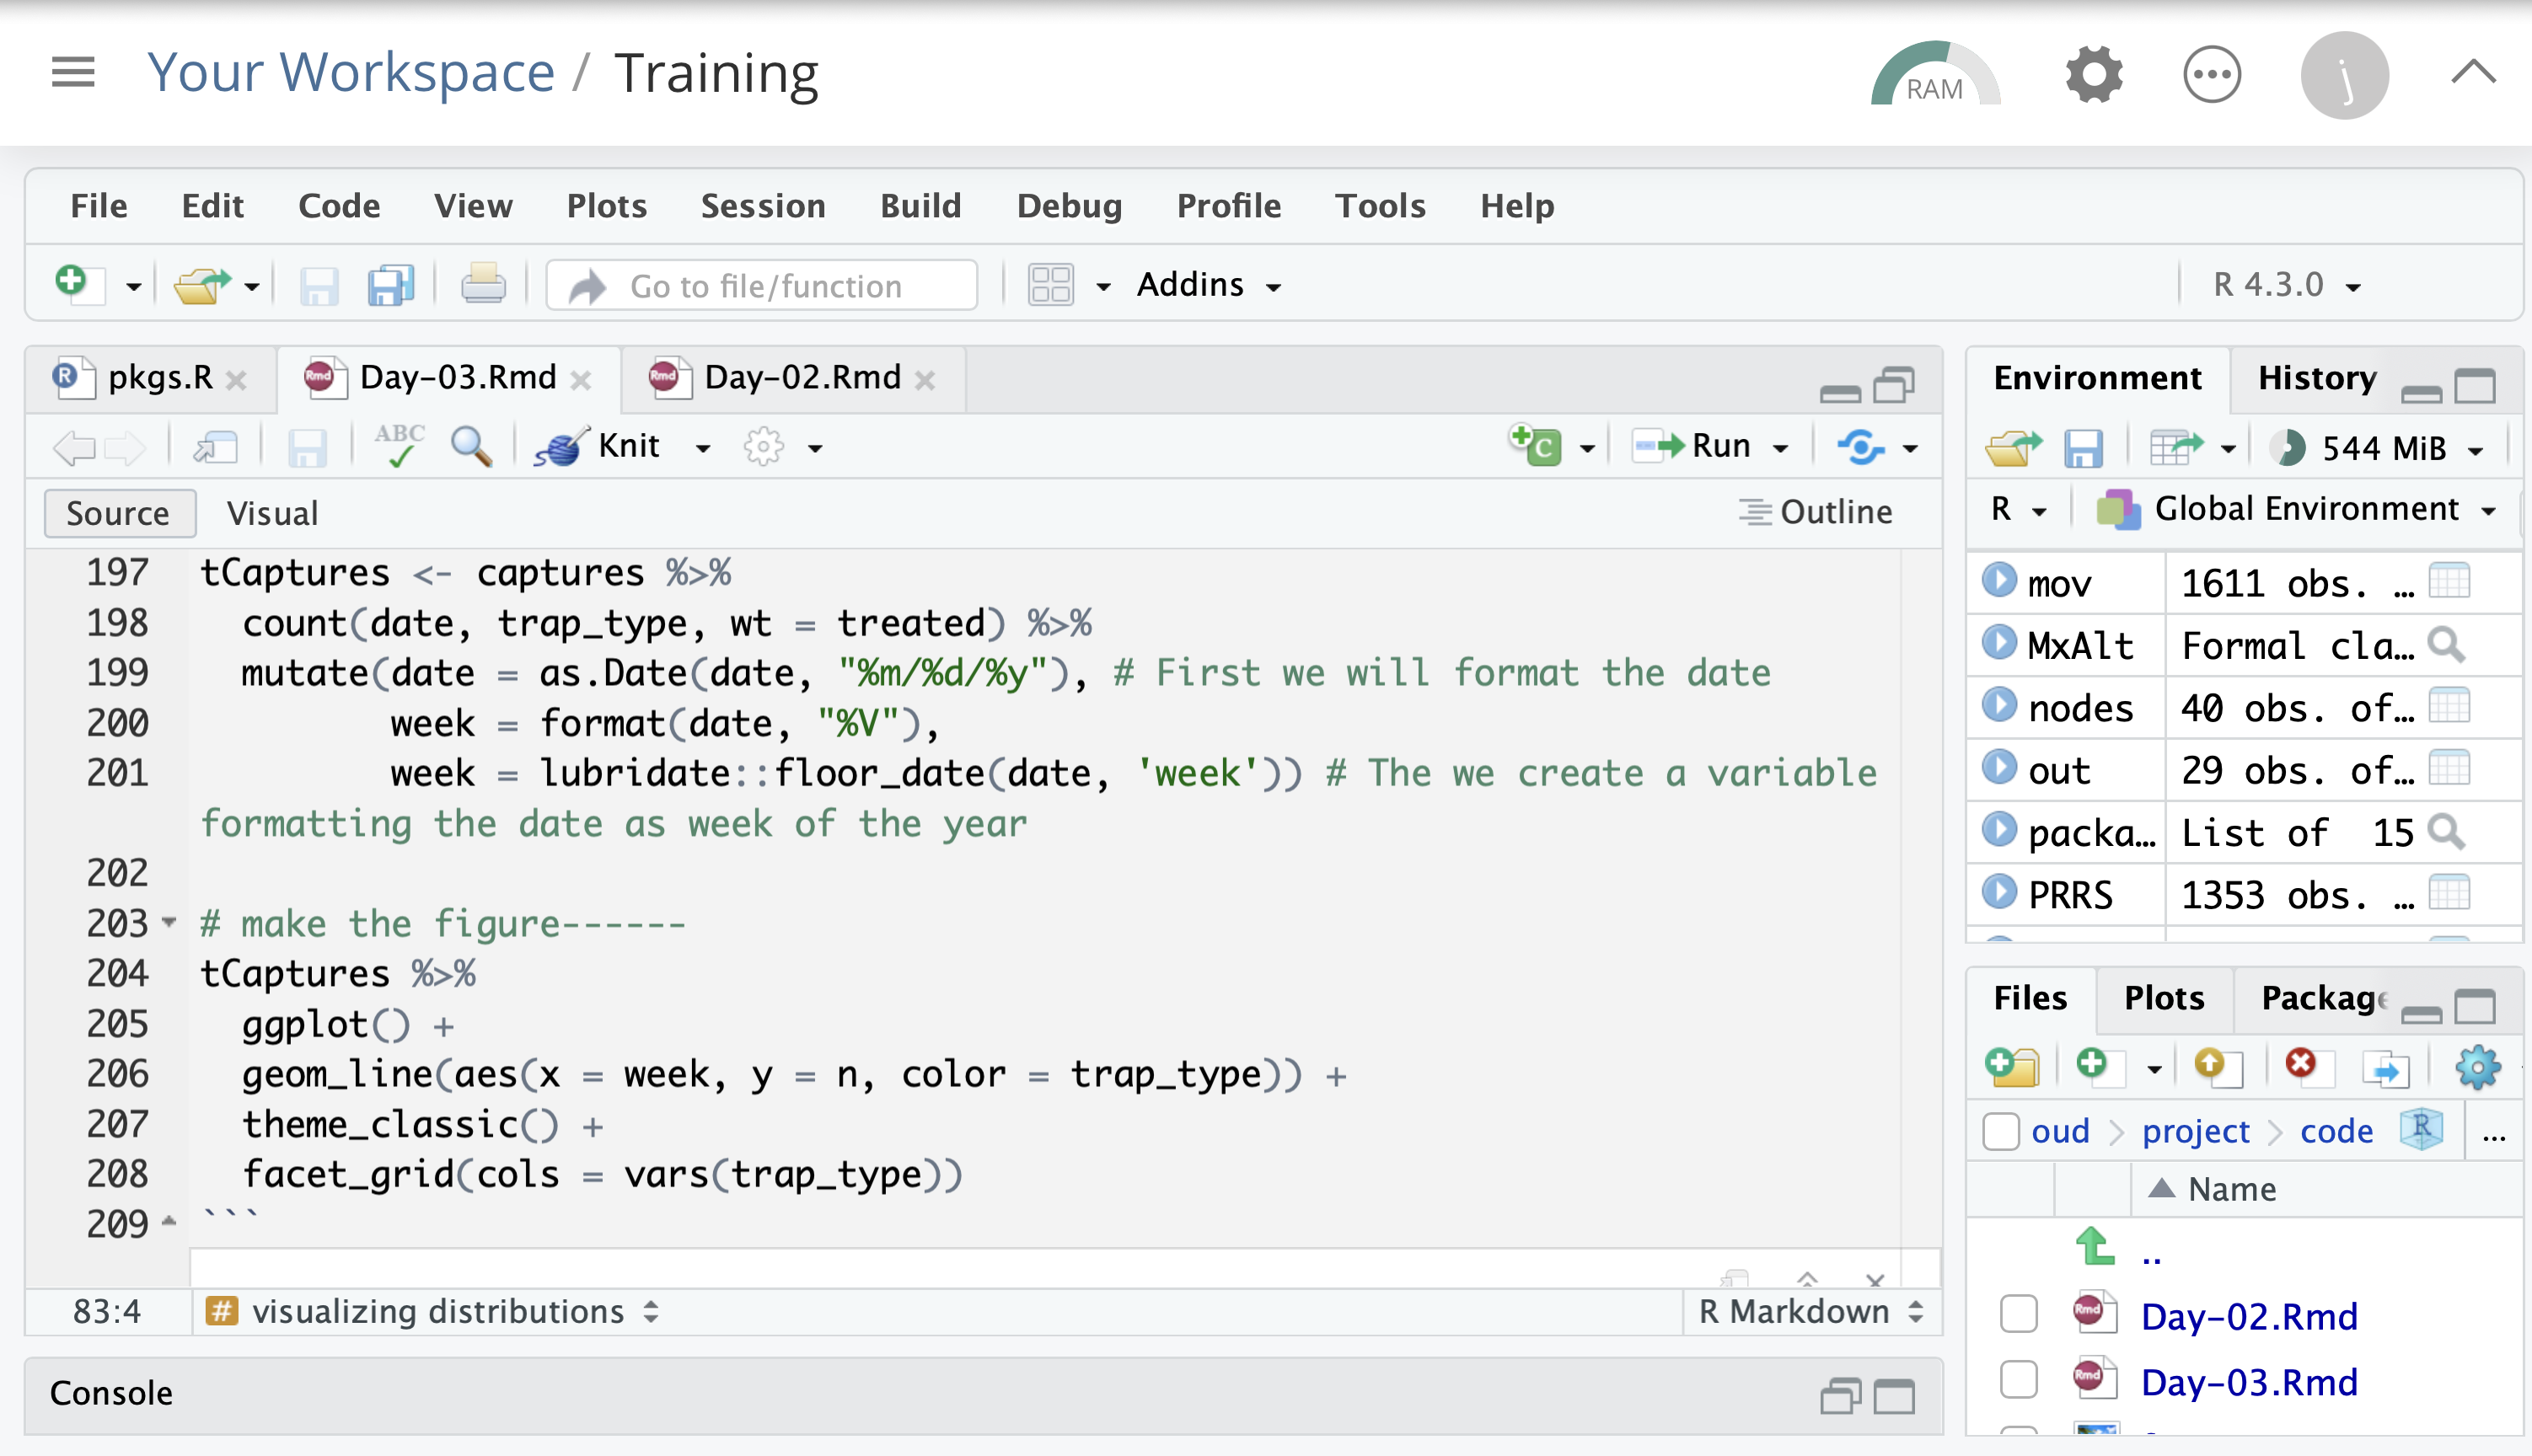 Your Workspace / Training
RAM
j
File Edit Code View Plots Session Build Debug Profile Tools Help
Go to file/function
Addins
R 4.3.0
pkgs.R
Day-03.Rmd
Day-02.Rmd
ABC
Knit
Run
Source Visual
Outline
197 tCaptures <- captures %>%
198 count(date, trap_type, wt = treated) %>%
199 mutate(date = as.Date(date, "%m/%d/%y"), # First we will format the date
200 week = format(date, "%V"),
201 week = lubridate::floor_date(date, 'week')) # The we create a variable
formatting the date as week of the year
202
203 # make the figure------
204 tCaptures %>%
205 ggplot() +
206 geom_line(aes(x = week, y = n, color = trap_type)) +
207 theme_classic() +
208 facet_grid(cols = vars(trap_type))
209 ```
83:4
# visualizing distributions
R Markdown
Console
Environment History
544 MiB
R Global Environment
mov 1611 obs. …
MxAlt Formal cla…
nodes 40 obs. of…
out 29 obs. of…
packa… List of 15
PRRS 1353 obs. …
Files Plots Package
oud project code R ...
Name
..
Rmd Day-02.Rmd
Rmd Day-03.Rmd